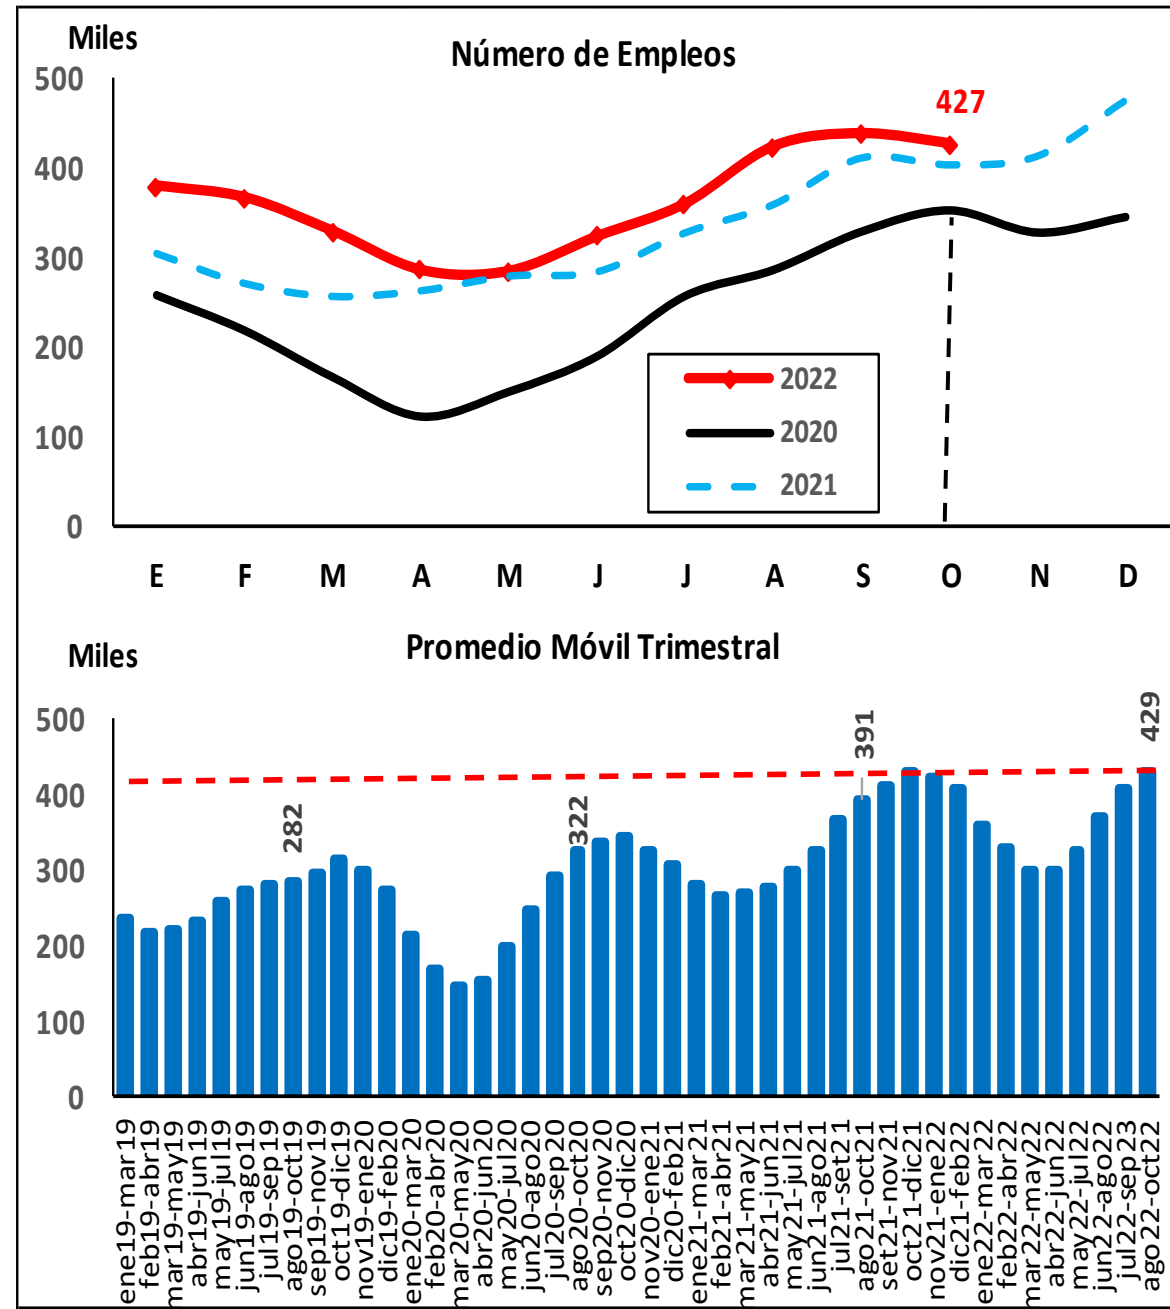 Miles
Número de Empleos
500
400
300
200
100
0
427
2022
2020
2021
E F M A M J J A S O N D
Miles
Promedio Móvil Trimestral
500
400
300
200
100
0
282
322
391
429
ene19-mar19
feb19-abr19
mar19-may19
abr19-jun19
may19-jul19
jun19-ago19
jul19-sep19
ago19-oct19
sep19-nov19
oct19-dic19
nov19-ene20
dic19-feb20
ene20-mar20
feb20-abr20
mar20-may20
abr20-jun20
may20-jul20
jun20-ago20
jul20-sep20
ago20-oct20
sep20-nov20
oct20-dic20
nov20-ene21
dic20-feb21
ene21-mar21
feb21-abr21
mar21-may21
abr21-jun21
may21-jul21
jun21-ago21
jul21-set21
ago21-oct21
set21-nov21
oct21-dic21
nov21-ene22
dic21-feb22
ene22-mar22
feb22-abr22
mar22-may22
abr22-jun22
may22-jul22
jun22-ago22
jul22-sep23
ago22-oct22